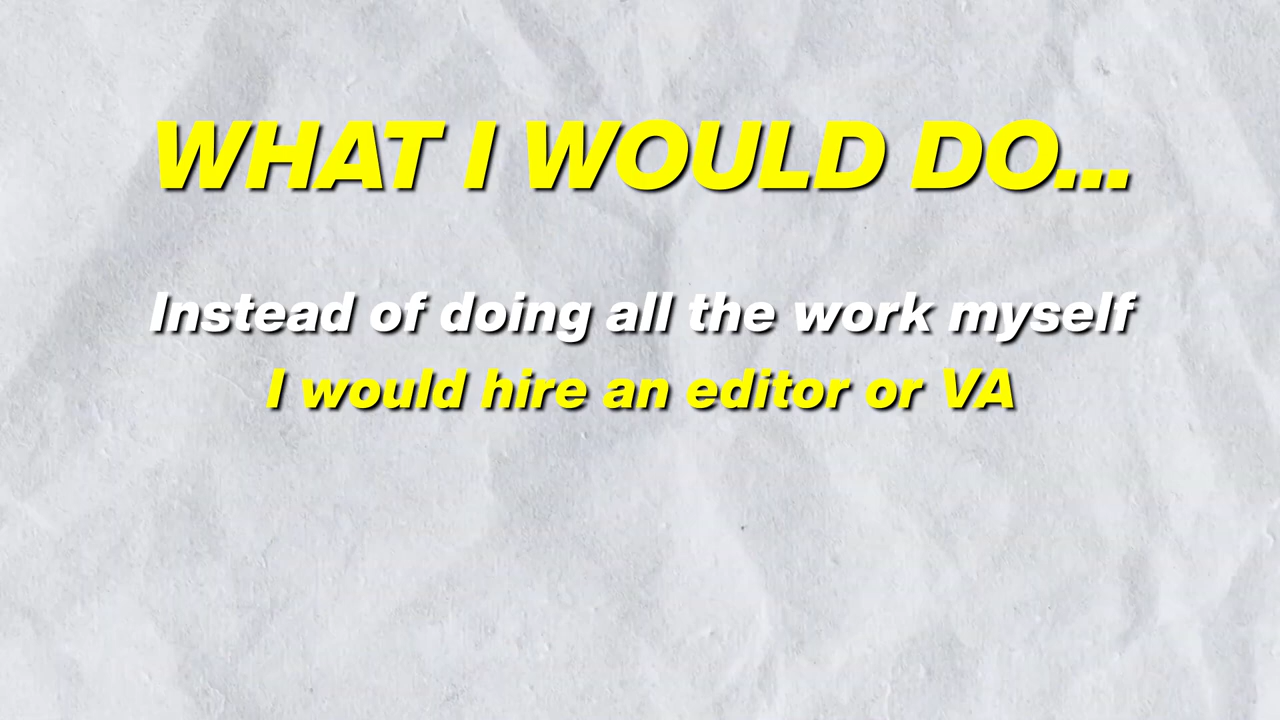 WHAT I WOULD DO...
Instead of doing all the work myself
I would hire an editor or VA